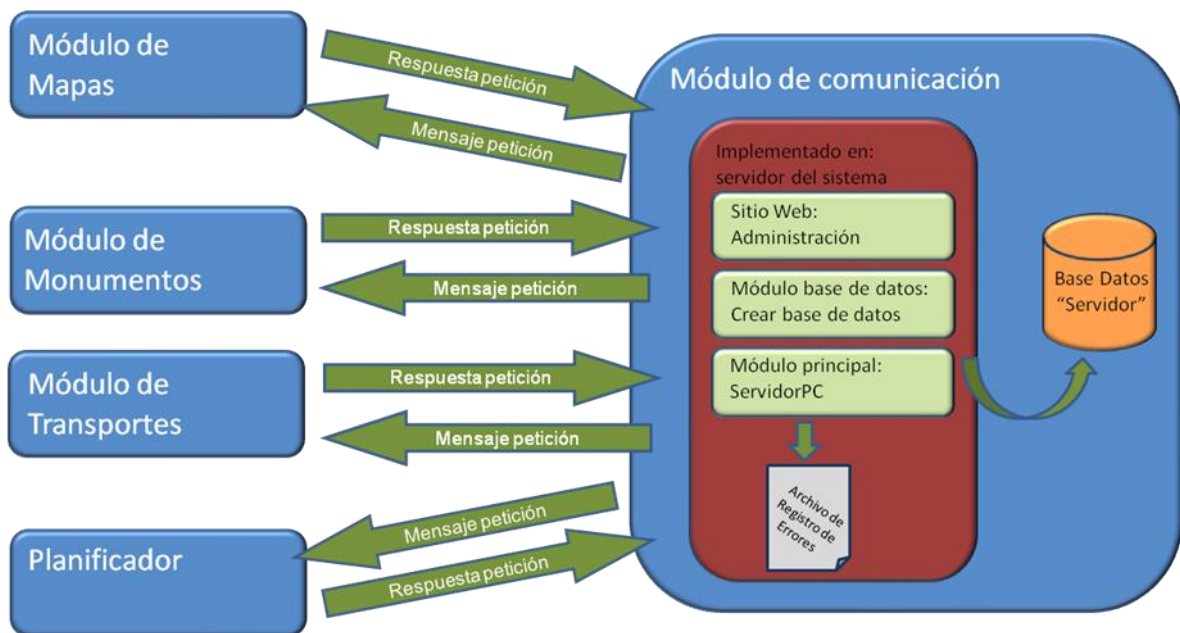 Módulo de
Mapas
Respuesta petición
Mensaje petición
Módulo de
Monumentos
Respuesta petición
Mensaje petición
Módulo de
Transportes
Respuesta petición
Mensaje petición
Planificador
Mensaje petición
Respuesta petición
Módulo de comunicación
Implementado en:
servidor del sistema
Sitio Web:
Administración
Módulo base de datos:
Crear base de datos
Módulo principal:
ServidorPC
Archivo de
Registro de
Errores
Base Datos
“Servidor”